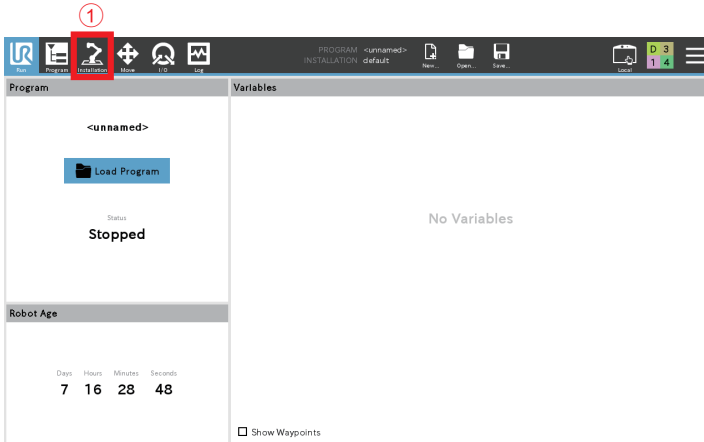 ①
UR
PROGRAM <unnamed>
INSTALLATION default
D 3
1 4
Run Program Installation Move I/O Log New... Open... Save... Local
Program
Variables
<unnamed>
Load Program
Status
Stopped
No Variables
Robot Age
Days Hours Minutes Seconds
7 16 28 48
Show Waypoints